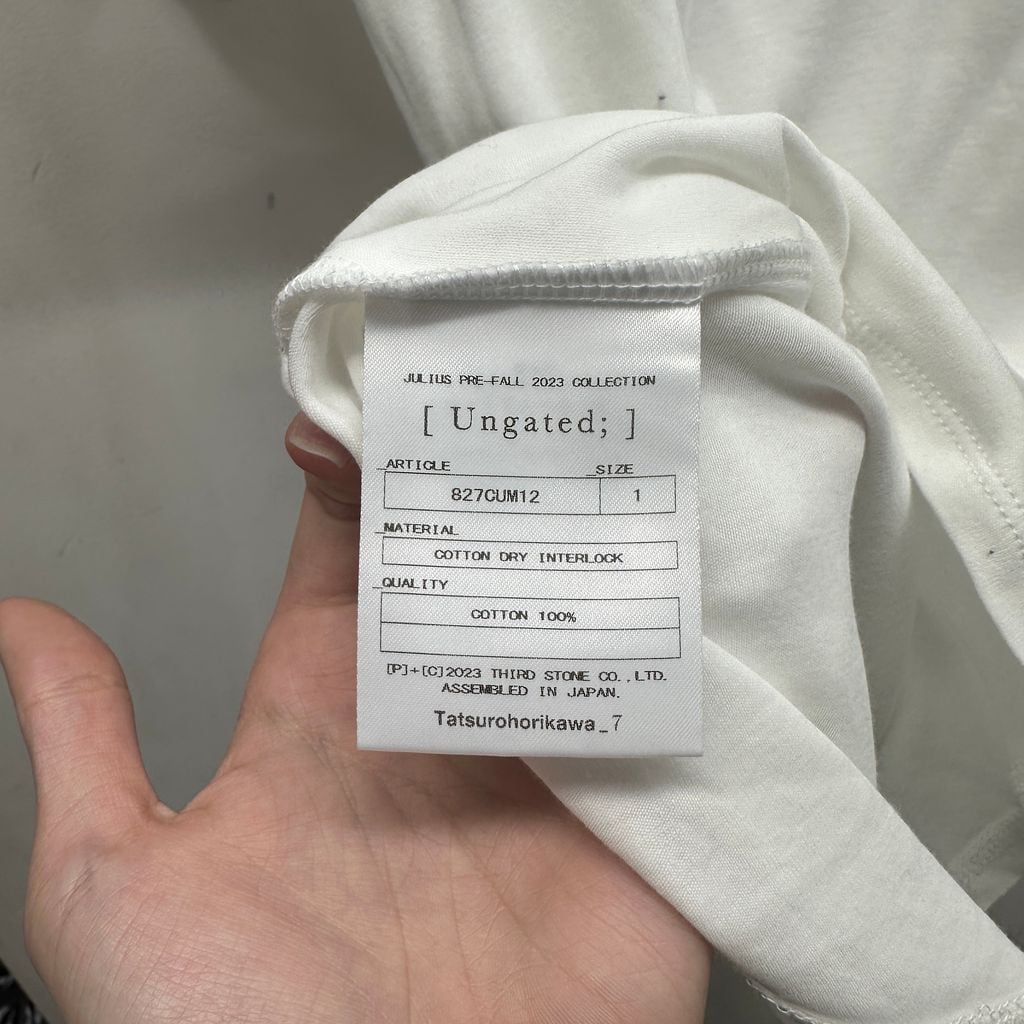 JULIUS PRE-FALL 2023 COLLECTION
[ Ungated; ]
_ARTICLE _SIZE
827CUM12 1
_MATERIAL_
COTTON DRY INTERLOCK
_QUALITY
COTTON 100%
[P]+[C]2023 THIRD STONE CO.,LTD.
ASSEMBLED IN JAPAN.
Tatsurohorikawa_7